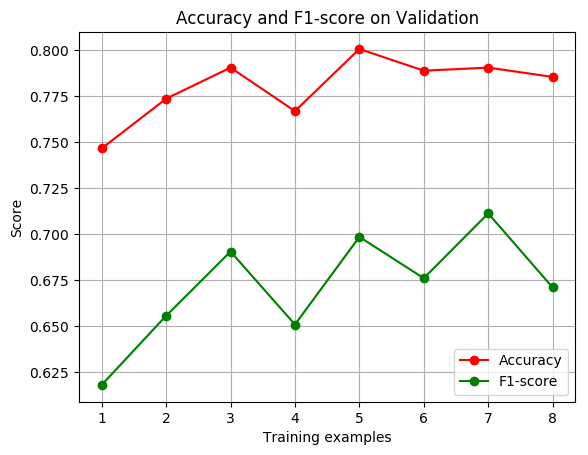 Accuracy and F1-score on Validation
0.800
0.775
0.750
0.725
0.700
0.675
0.650
0.625
Score
1 2 3 4 5 6 7 8
Training examples
Accuracy
F1-score